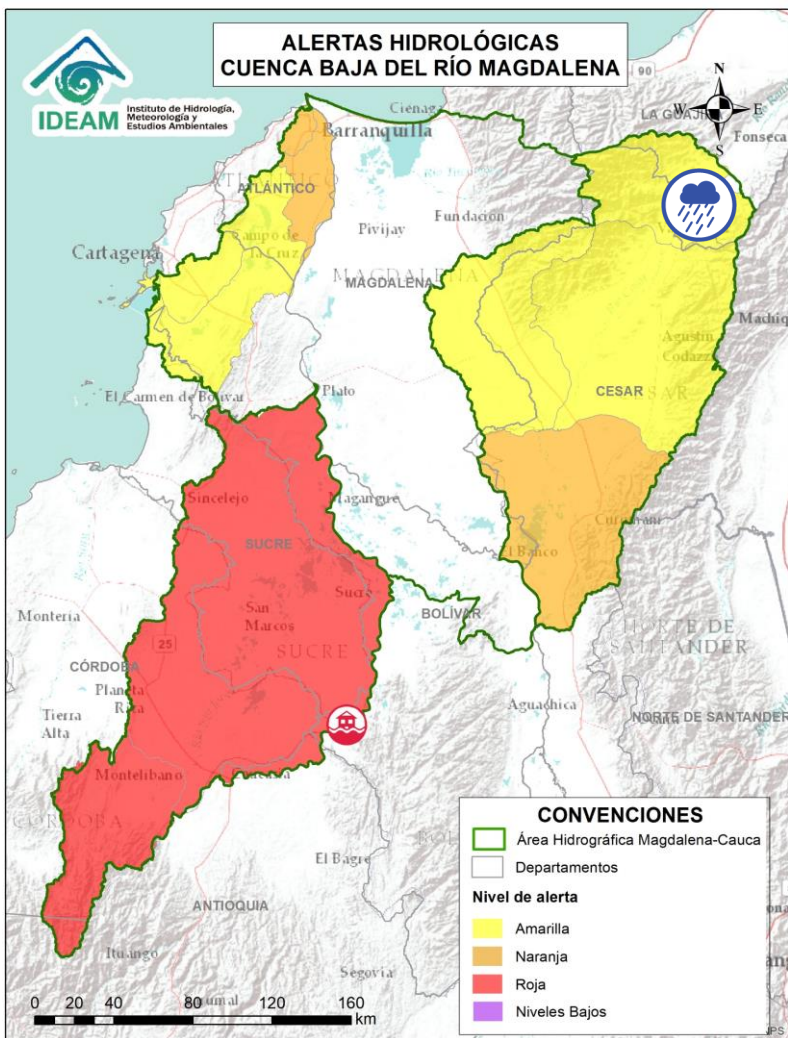 ALERTAS HIDROLÓGICAS
CUENCA BAJA DEL RÍO MAGDALENA
IDEAM
Instituto de Hidrología,
Meteorología y
Estudios Ambientales
N
W
E
S
90
Ciénaga
LA GUAJIRA
Barranquilla
Fonseca
ATLÁNTICO
Fundación
Pivijay
Campo de
la Cruz
Cartagena
MAGDALENA
MAGDALENA
Machiq
Agustín
Codazzi
El Carmen de Bolívar
Plato
CESAR
Sincelejo
Magangue
Curumaní
SUCRE
El Banco
Sucre
BOLÍVAR
San
Marcos
Montería
NORTE DE
SANTANDER
SUCRE
25
CÓRDOBA
Planeta
Rica
Aguachica
Tierra
Alta
NORTE DE SANTANDER
Montelíbano
Caucasia
CÓRDOBA
El Bagre
ANTIOQUIA
Ituango
Segovia
CONVENCIONES
Área Hidrográfica Magdalena-Cauca
Departamentos
Nivel de alerta
Amarilla
Naranja
Roja
Niveles Bajos
0 20 40 80 120 160
km